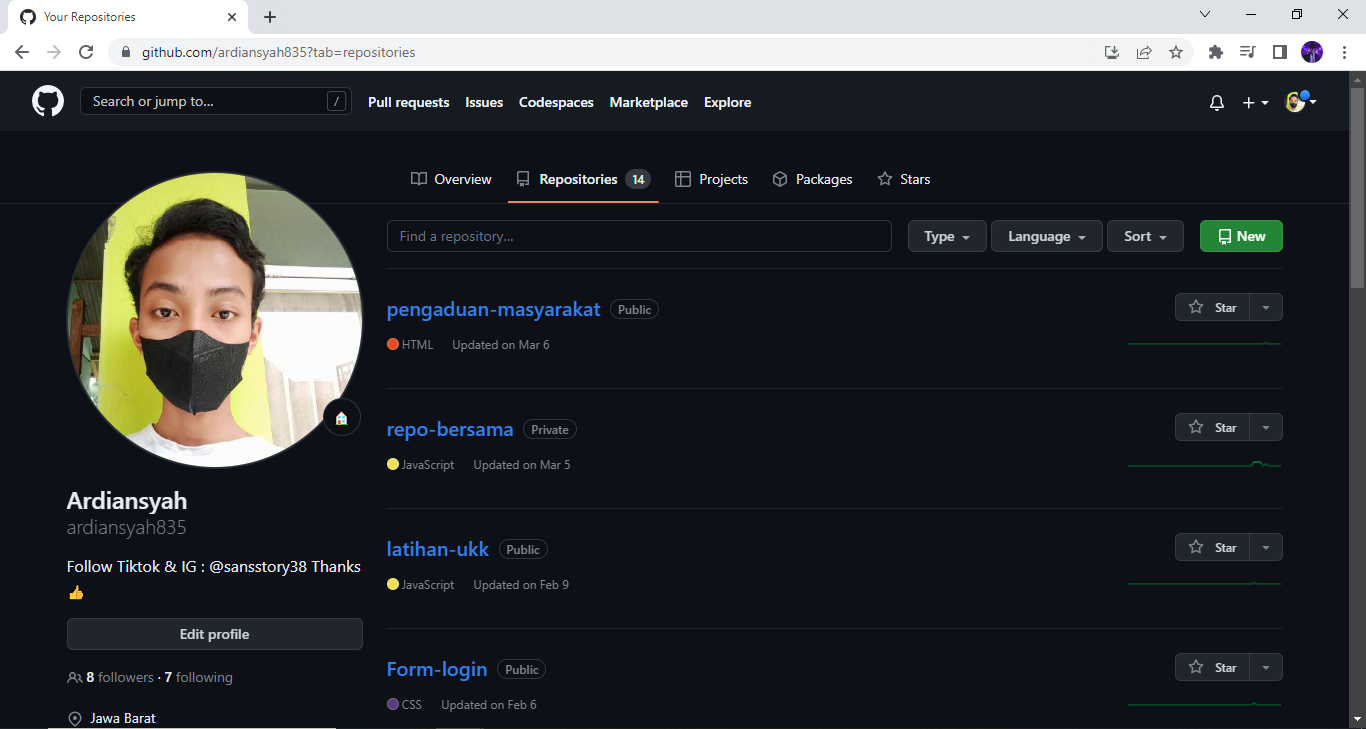 Your Repositories
github.com/ardiansyah835?tab=repositories
Search or jump to... /
Pull requests Issues Codespaces Marketplace Explore
Overview Repositories 14 Projects Packages Stars
Find a repository... Type Language Sort New
pengaduan-masyarakat Public Star
HTML Updated on Mar 6
repo-bersama Private Star
JavaScript Updated on Mar 5
latihan-ukk Public Star
JavaScript Updated on Feb 9
Form-login Public Star
CSS Updated on Feb 6
Ardiansyah
ardiansyah835
Follow Tiktok & IG : @sansstory38 Thanks
👍
Edit profile
8 followers · 7 following
Jawa Barat